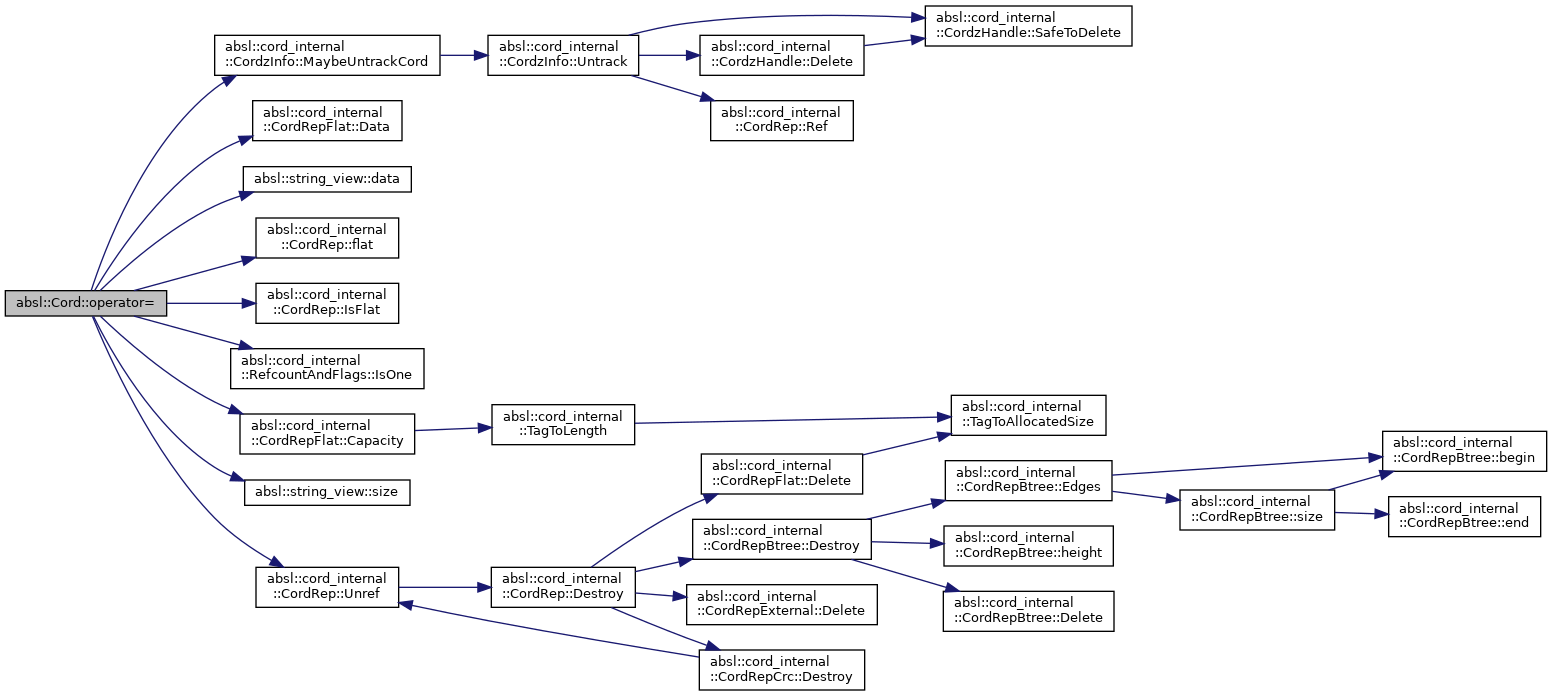 absl::Cord::operator=
absl::cord_internal
::CordzInfo::MaybeUntrackCord
absl::cord_internal
::CordzInfo::Untrack
absl::cord_internal
::CordzHandle::SafeToDelete
absl::cord_internal
::CordzHandle::Delete
absl::cord_internal
::CordRep::Ref
absl::cord_internal
::CordRepFlat::Data
absl::string_view::data
absl::cord_internal
::CordRep::flat
absl::cord_internal
::CordRep::IsFlat
absl::cord_internal
::RefcountAndFlags::IsOne
absl::cord_internal
::CordRepFlat::Capacity
absl::cord_internal
::TagToLength
absl::cord_internal
::TagToAllocatedSize
absl::string_view::size
absl::cord_internal
::CordRep::Unref
absl::cord_internal
::CordRep::Destroy
absl::cord_internal
::CordRepFlat::Delete
absl::cord_internal
::CordRepBtree::Destroy
absl::cord_internal
::CordRepBtree::Edges
absl::cord_internal
::CordRepBtree::begin
absl::cord_internal
::CordRepBtree::size
absl::cord_internal
::CordRepBtree::end
absl::cord_internal
::CordRepBtree::height
absl::cord_internal
::CordRepBtree::Delete
absl::cord_internal
::CordRepExternal::Delete
absl::cord_internal
::CordRepCrc::Destroy